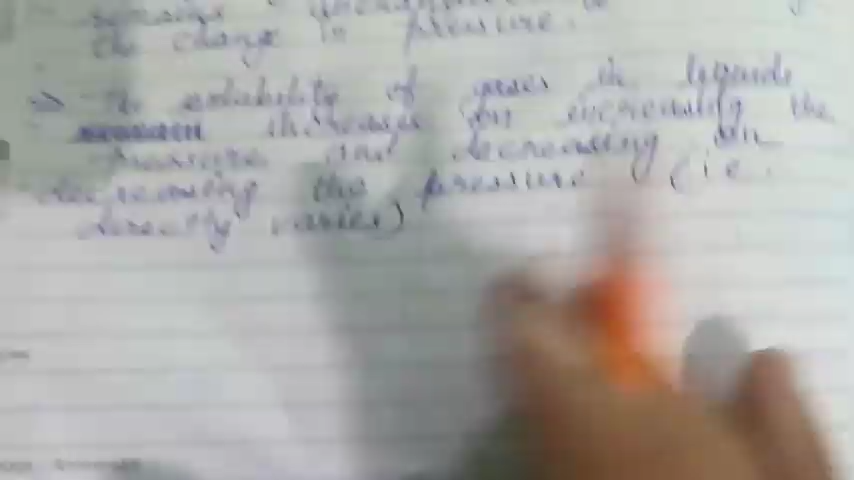 remains
the change in pressure.
=> The solubility of gases in liquids
increases on increasing the
pressure and decreasing on
decreasing the pressure (i.e.
directly varies)